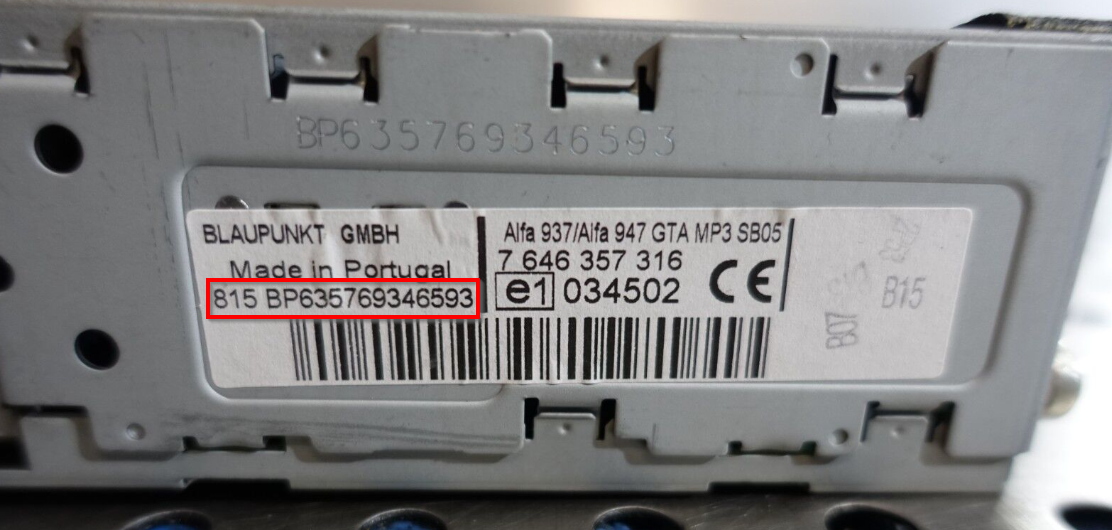 BP635769346593
BLAUPUNKT GMBH
Made in Portugal
815 BP635769346593
Alfa 937/Alfa 947 GTA MP3 SB05
7 646 357 316
e1 034502 CE
B07
B15